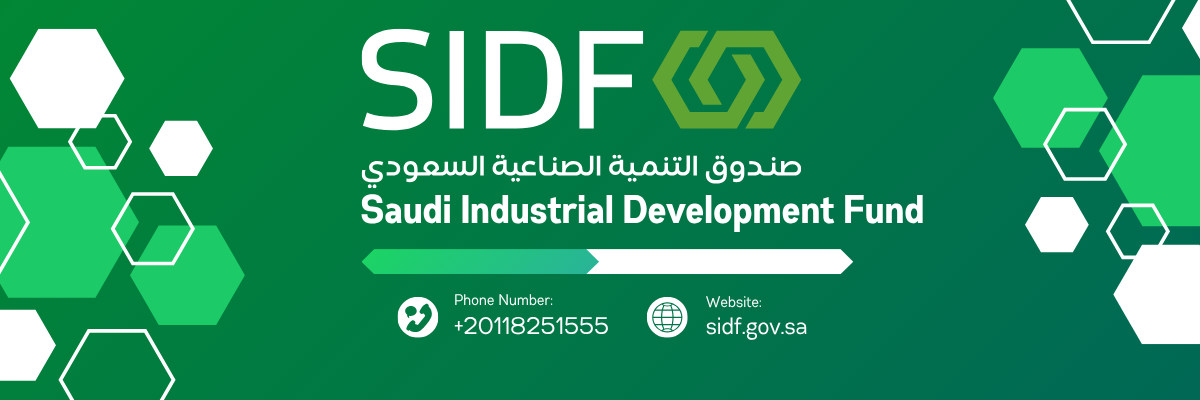 SIDF
صندوق التنمية الصناعية السعودي
Saudi Industrial Development Fund
Phone Number:
+20118251555
Website:
sidf.gov.sa